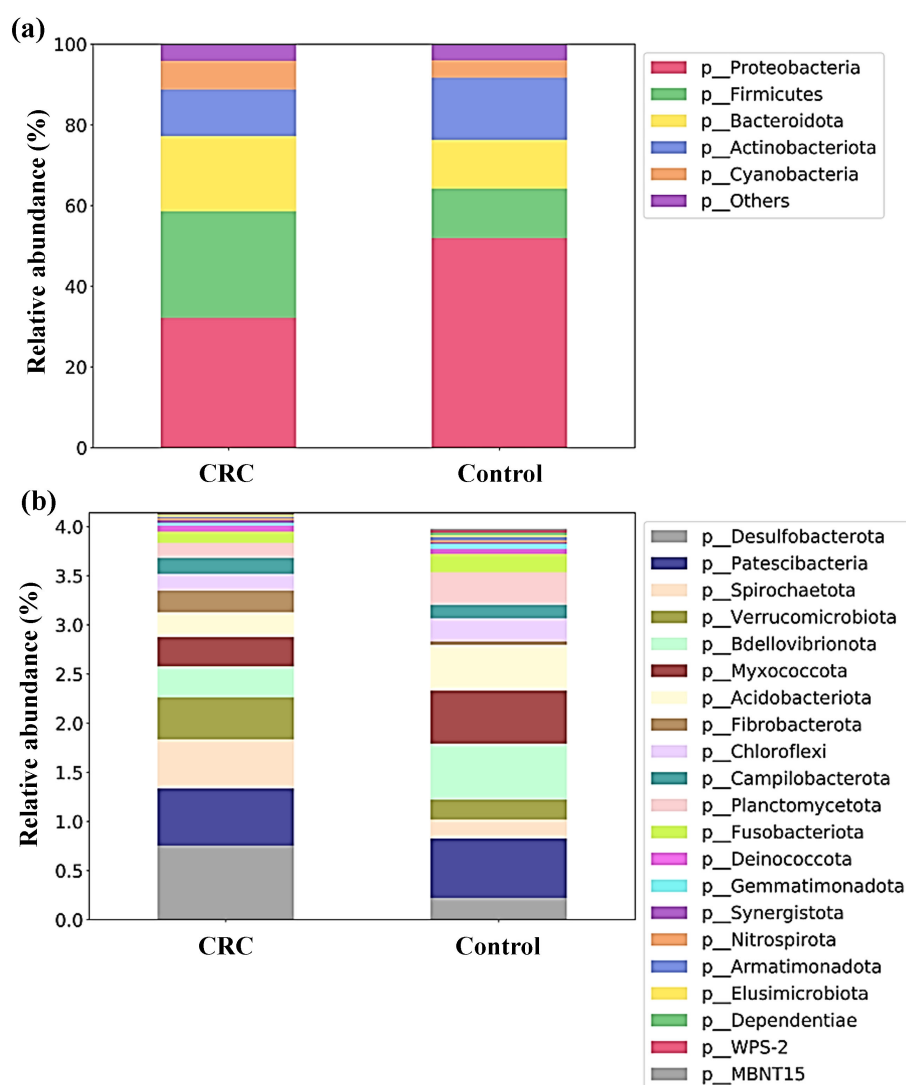 (a)
100
80
60
40
20
0
Relative abundance (%)
CRC
Control
p__Proteobacteria
p__Firmicutes
p__Bacteroidota
p__Actinobacteriota
p__Cyanobacteria
p__Others
(b)
4.0
3.5
3.0
2.5
2.0
1.5
1.0
0.5
0.0
Relative abundance (%)
CRC
Control
p__Desulfobacterota
p__Patescibacteria
p__Spirochaetota
p__Verrucomicrobiota
p__Bdellovibrionota
p__Myxococcota
p__Acidobacteriota
p__Fibrobacterota
p__Chloroflexi
p__Campilobacterota
p__Planctomycetota
p__Fusobacteriota
p__Deinococcota
p__Gemmatimonadota
p__Synergistota
p__Nitrospirota
p__Armatimonadota
p__Elusimicrobiota
p__Dependentiae
p__WPS-2
p__MBNT15